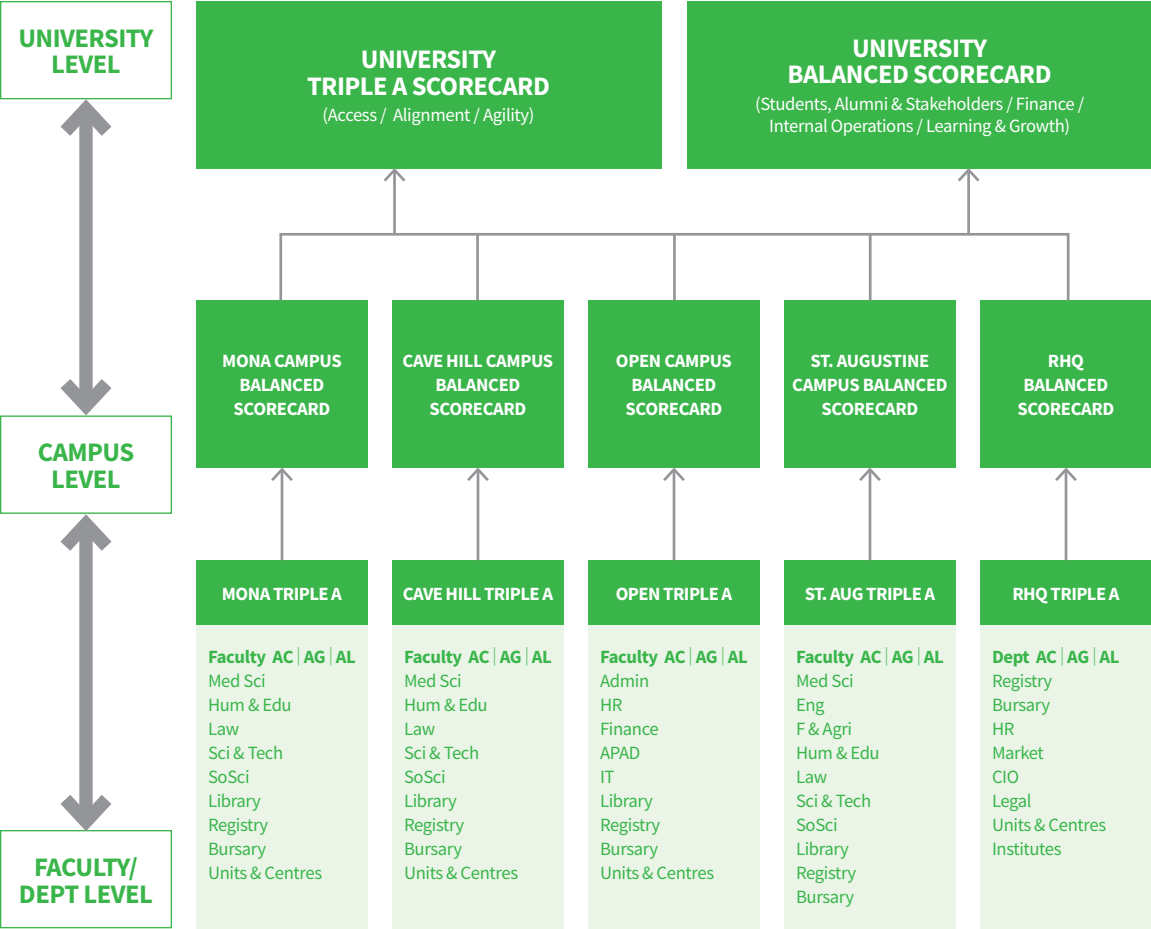 UNIVERSITY
LEVEL
UNIVERSITY
TRIPLE A SCORECARD
(Access / Alignment / Agility)
UNIVERSITY
BALANCED SCORECARD
(Students, Alumni & Stakeholders / Finance /
Internal Operations / Learning & Growth)
CAMPUS
LEVEL
MONA CAMPUS
BALANCED
SCORECARD
CAVE HILL CAMPUS
BALANCED
SCORECARD
OPEN CAMPUS
BALANCED
SCORECARD
ST. AUGUSTINE
CAMPUS BALANCED
SCORECARD
RHQ
BALANCED
SCORECARD
FACULTY/
DEPT LEVEL
MONA TRIPLE A
Faculty AC | AG | AL
Med Sci
Hum & Edu
Law
Sci & Tech
SoSci
Library
Registry
Bursary
Units & Centres
CAVE HILL TRIPLE A
Faculty AC | AG | AL
Med Sci
Hum & Edu
Law
Sci & Tech
SoSci
Library
Registry
Bursary
Units & Centres
OPEN TRIPLE A
Faculty AC | AG | AL
Admin
HR
Finance
APAD
IT
Library
Registry
Bursary
Units & Centres
ST. AUG TRIPLE A
Faculty AC | AG | AL
Med Sci
Eng
F & Agri
Hum & Edu
Law
Sci & Tech
SoSci
Library
Registry
Bursary
RHQ TRIPLE A
Dept AC | AG | AL
Registry
Bursary
HR
Market
CIO
Legal
Units & Centres
Institutes